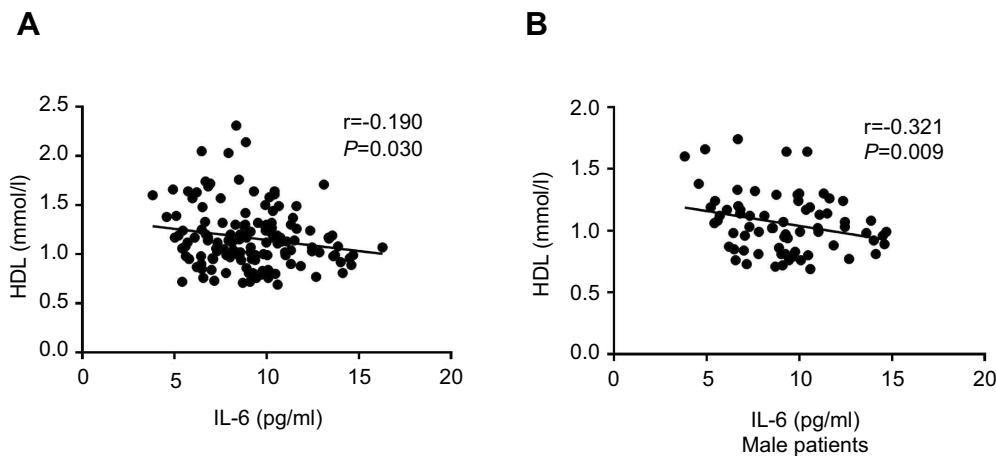 A
HDL (mmol/l)
2.5
2.0
1.5
1.0
0.5
0.0
r=-0.190
P=0.030
0
5
10
15
20
IL-6 (pg/ml)
B
HDL (mmol/l)
2.0
1.5
1.0
0.5
0.0
r=-0.321
P=0.009
0
5
10
15
20
IL-6 (pg/ml)
Male patients